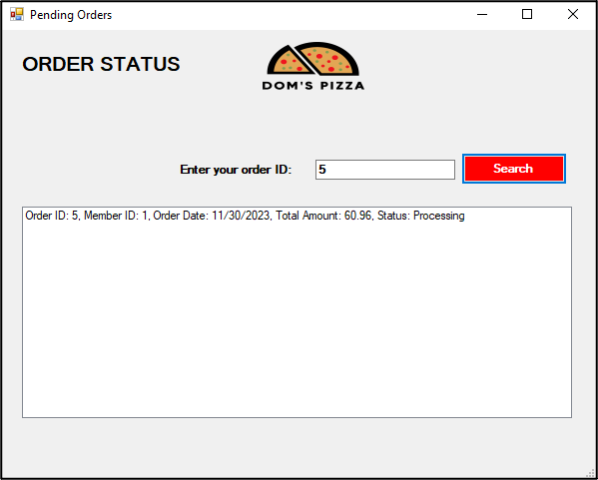 Pending Orders
ORDER STATUS
DOM'S PIZZA
Enter your order ID: 5 Search
Order ID: 5, Member ID: 1, Order Date: 11/30/2023, Total Amount: 60.96, Status: Processing